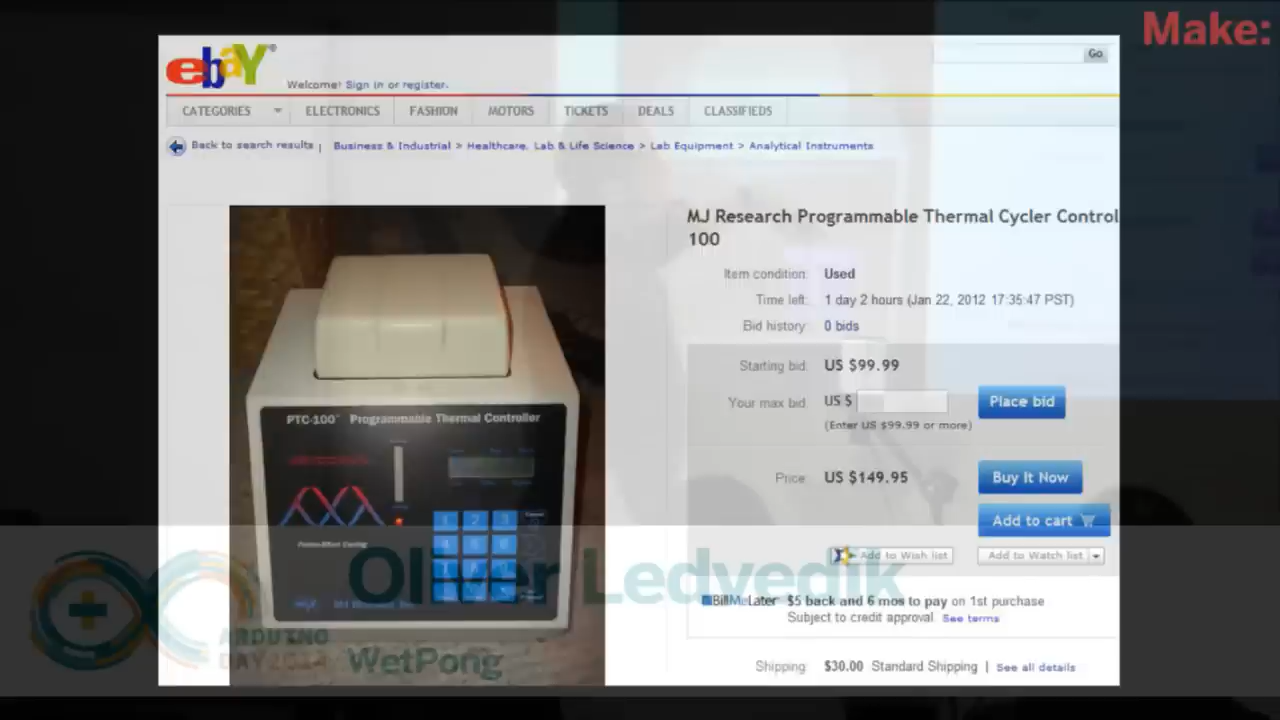 Make:
ebaY
Go
Welcome! Sign in or register.
CATEGORIES ELECTRONICS FASHION MOTORS TICKETS DEALS CLASSIFIEDS
Back to search results | Business & Industrial > Healthcare, Lab & Life Science > Lab Equipment > Analytical Instruments
MJ Research Programmable Thermal Cycler Control
100
Item condition: Used
Time left: 1 day 2 hours (Jan 22, 2012 17:35:47 PST)
Bid history: 0 bids
Starting bid: US $99.99
Your max bid: US $ Place bid
(Enter US $99.99 or more)
Price: US $149.95 Buy It Now
Add to cart
Add to Wish list Add to Watch list
BillMeLater $5 back and 6 mos to pay on 1st purchase
Subject to credit approval. See terms
Shipping: $30.00 Standard Shipping | See all details
PTC-100™ Programmable Thermal Controller
1 2 3
Oliver Ledvedik
WetPong
ARDUINO
DAY2014